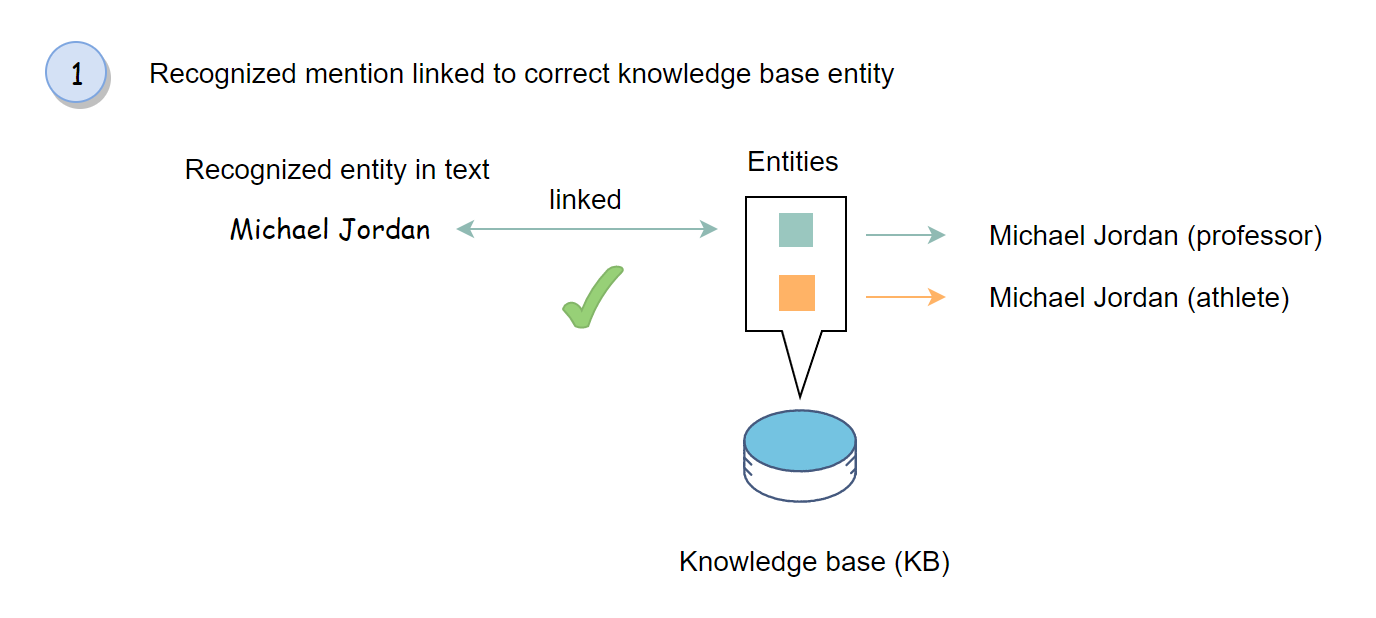 1
Recognized mention linked to correct knowledge base entity
Recognized entity in text
Michael Jordan
linked
Entities
Michael Jordan (professor)
Michael Jordan (athlete)
Knowledge base (KB)